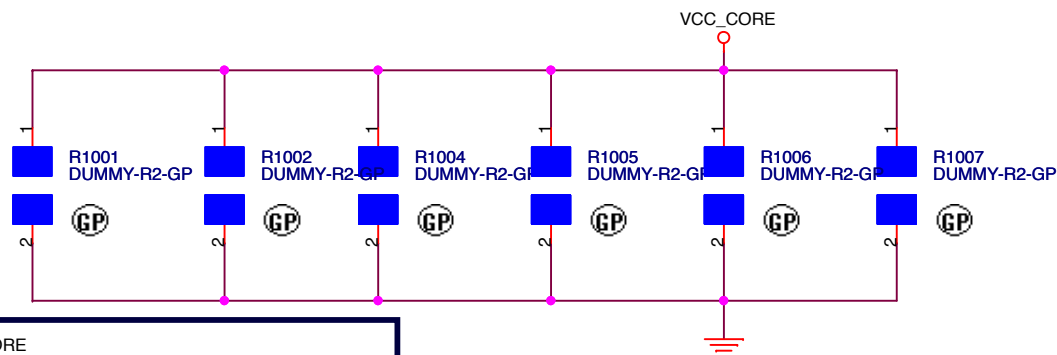 VCC_CORE
1
1
1
1
1
1
R1001
DUMMY-R2-GP
R1002
DUMMY-R2-GP
R1004
DUMMY-R2-GP
R1005
DUMMY-R2-GP
R1006
DUMMY-R2-GP
R1007
DUMMY-R2-GP
GP
GP
GP
GP
GP
GP
2
2
2
2
2
2
ORE